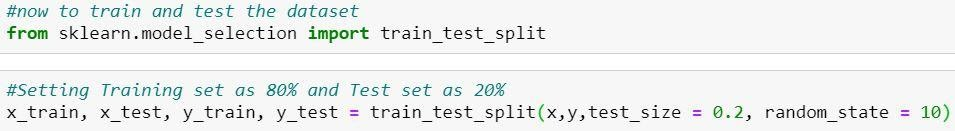 #now to train and test the dataset
from sklearn.model_selection import train_test_split
#Setting Training set as 80% and Test set as 20%
x_train, x_test, y_train, y_test = train_test_split(x,y,test_size = 0.2, random_state = 10)